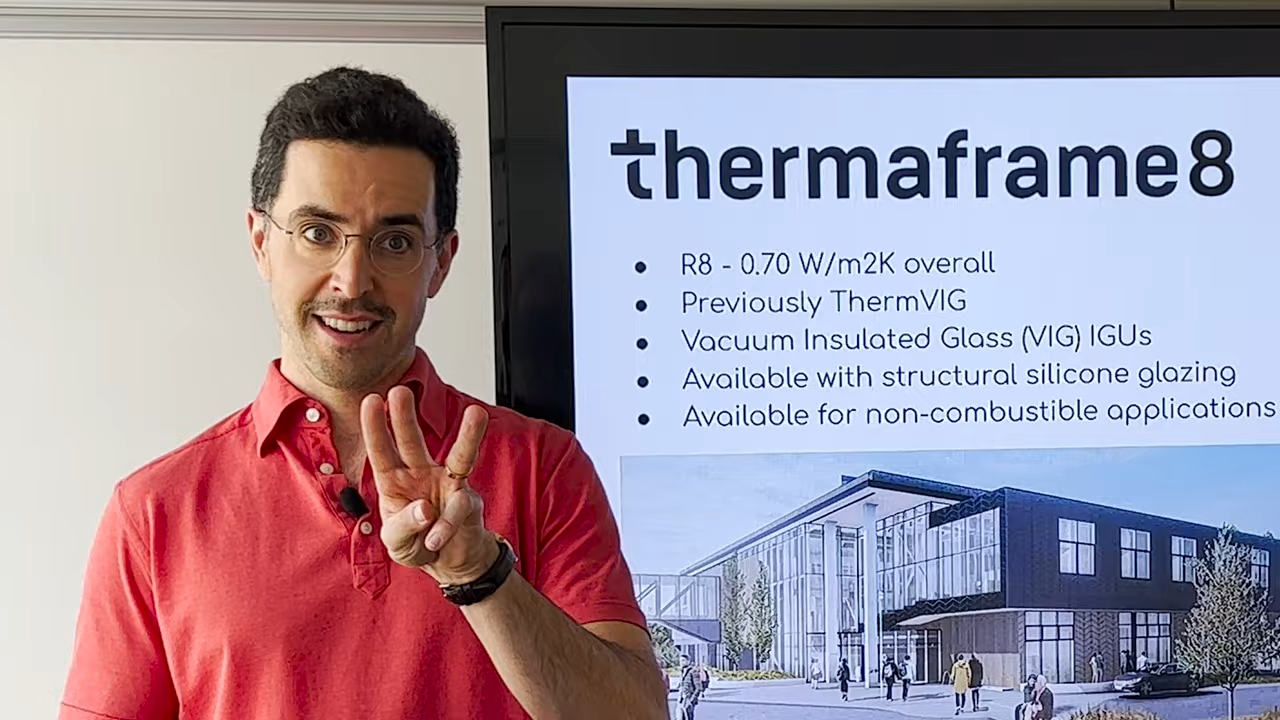 thermaframe8
• R8 - 0.70 W/m2K overall
• Previously ThermVIG
• Vacuum Insulated Glass (VIG) IGUs
• Available with structural silicone glazing
• Available for non-combustible applications